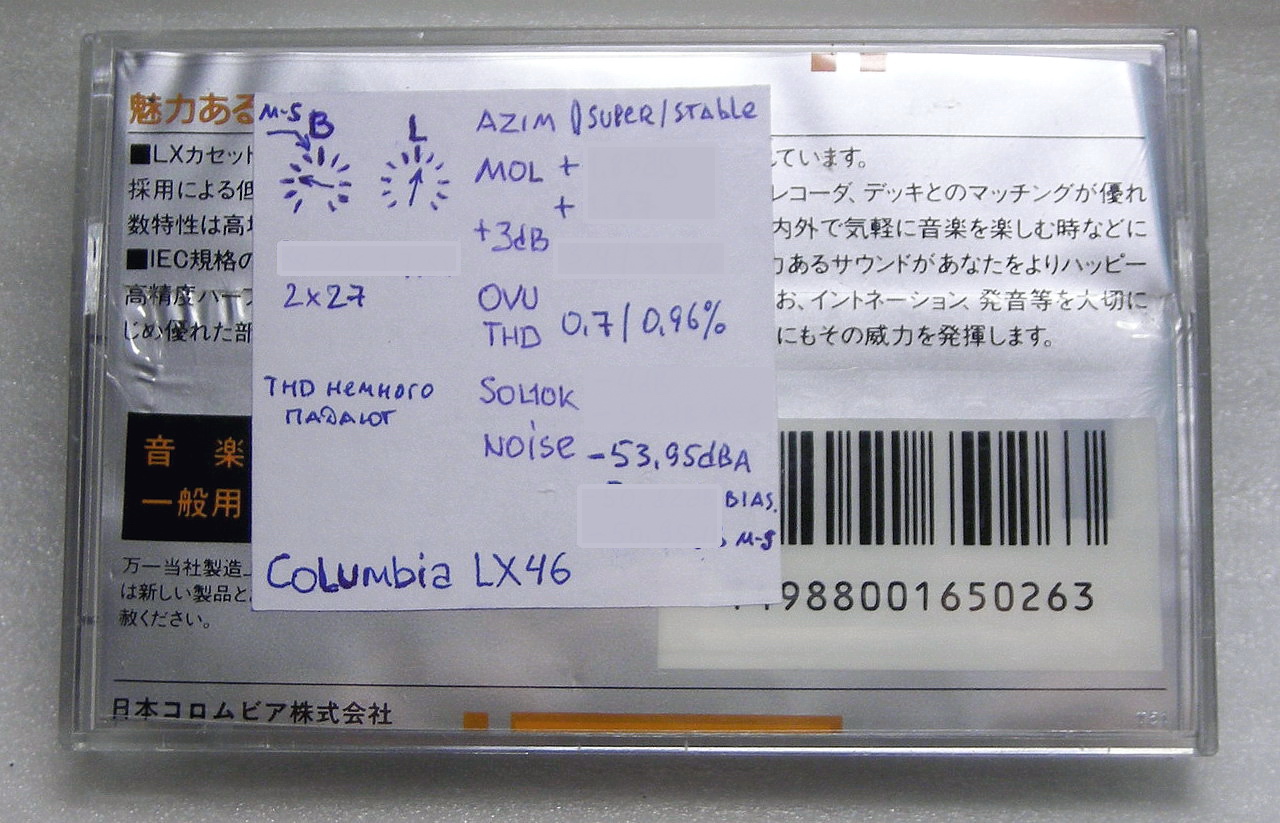 魅力ある
■LXカセット
採用による低
数特性は高域
■IEC規格の
高精度ハーフ
じめ優れた部
ています。
レコーダ、デッキとのマッチングが優れ
内外で気軽に音楽を楽しむ時などに
力あるサウンドがあなたをよりハッピー
お、イントネーション、発音等を大切に
にもその威力を発揮します。
M-S
B L
2x27
THD немного
падают
AZIM SUPER/STABLE
MOL +
+
+3dB
OVU
THD 0,7/0,96%
SOL10K
NOISE -53,95dBA
BIAS.
M-S
Columbia LX46
音 楽
一般用
万一当社製造上
は新しい製品と
赦ください。
988001650263
日本コロムビア株式会社